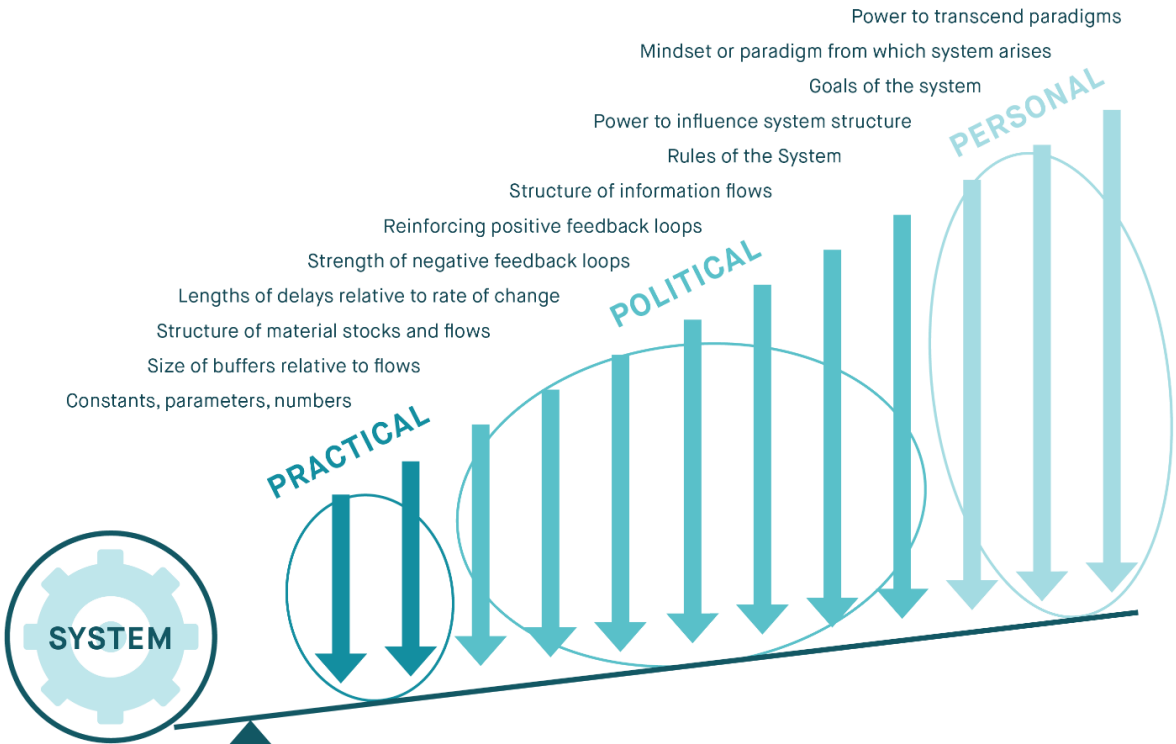 Power to transcend paradigms
Mindset or paradigm from which system arises
Goals of the system
PERSONAL
Power to influence system structure
Rules of the System
Structure of information flows
Reinforcing positive feedback loops
POLITICAL
Strength of negative feedback loops
Lengths of delays relative to rate of change
Structure of material stocks and flows
Size of buffers relative to flows
Constants, parameters, numbers
PRACTICAL
SYSTEM